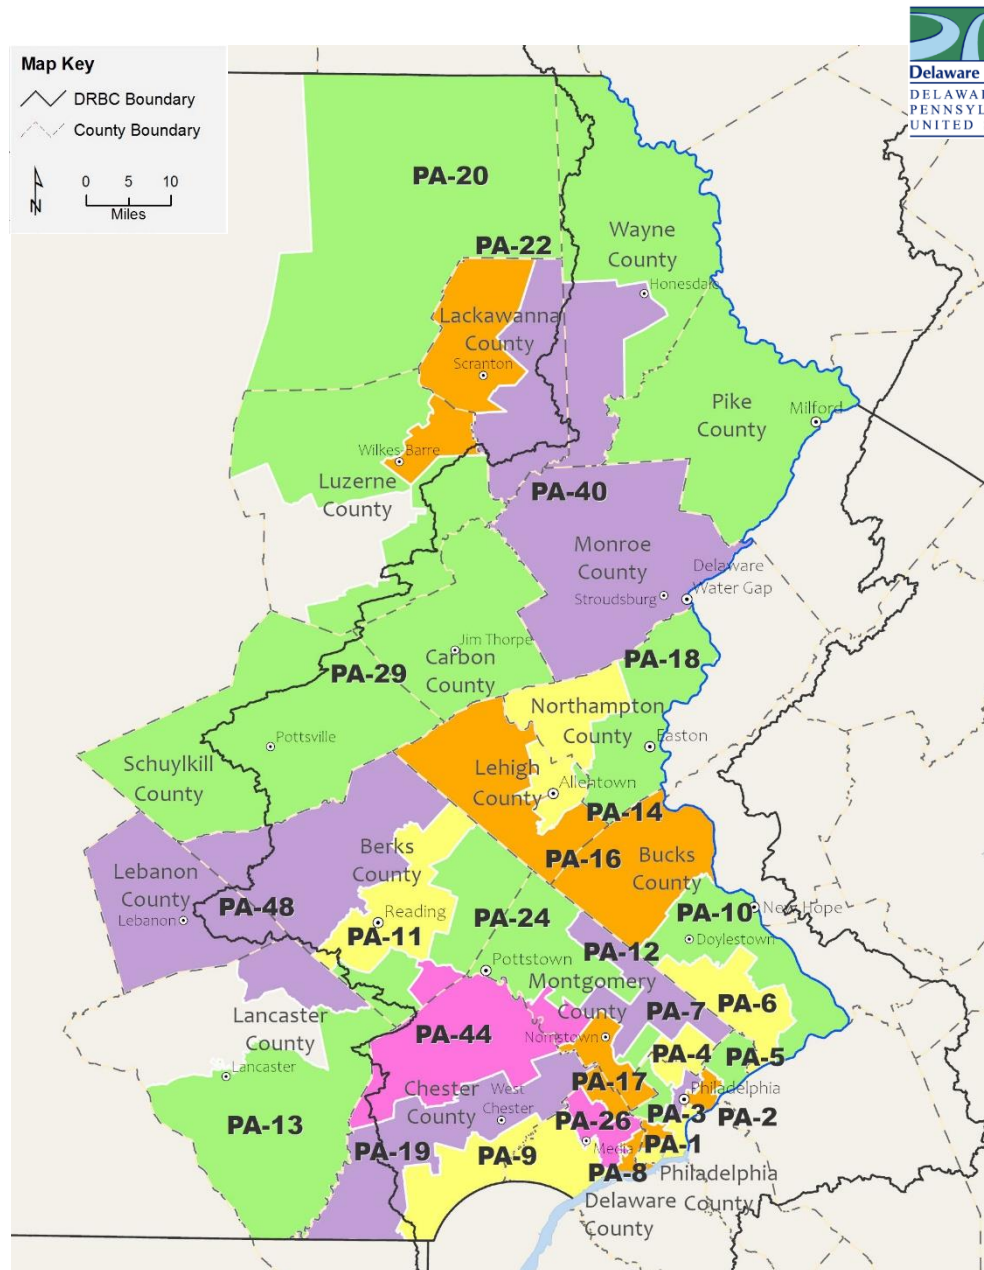 Map Key
DRBC Boundary
County Boundary
N
0 5 10
Miles
Delaware
DELAWA
PENNSYL
UNITED
PA-20
Wayne
County
PA-22
Honesdale
Lackawanna
County
Scranton
Pike
County
Milford
Wilkes-Barre
Luzerne
County
PA-40
Monroe
County
Delaware
Water Gap
Stroudsburg
Jim Thorpe
Carbon
County
PA-18
PA-29
Northampton
County
Pottsville
Easton
Schuylkill
County
Lehigh
County
Allentown
PA-14
PA-16
Bucks
County
Berks
County
Lebanon
County
Lebanon
PA-48
Reading
PA-11
PA-24
PA-10
New Hope
Doylestown
PA-12
Pottstown
Montgomery
County
PA-6
PA-7
Lancaster
County
PA-44
Norristown
PA-4
PA-5
Lancaster
Chester
County
West
Chester
PA-17
Philadelphia
PA-3
PA-2
PA-13
PA-26
PA-1
PA-19
PA-9
Media
PA-8
Philadelphia
County
Delaware
County